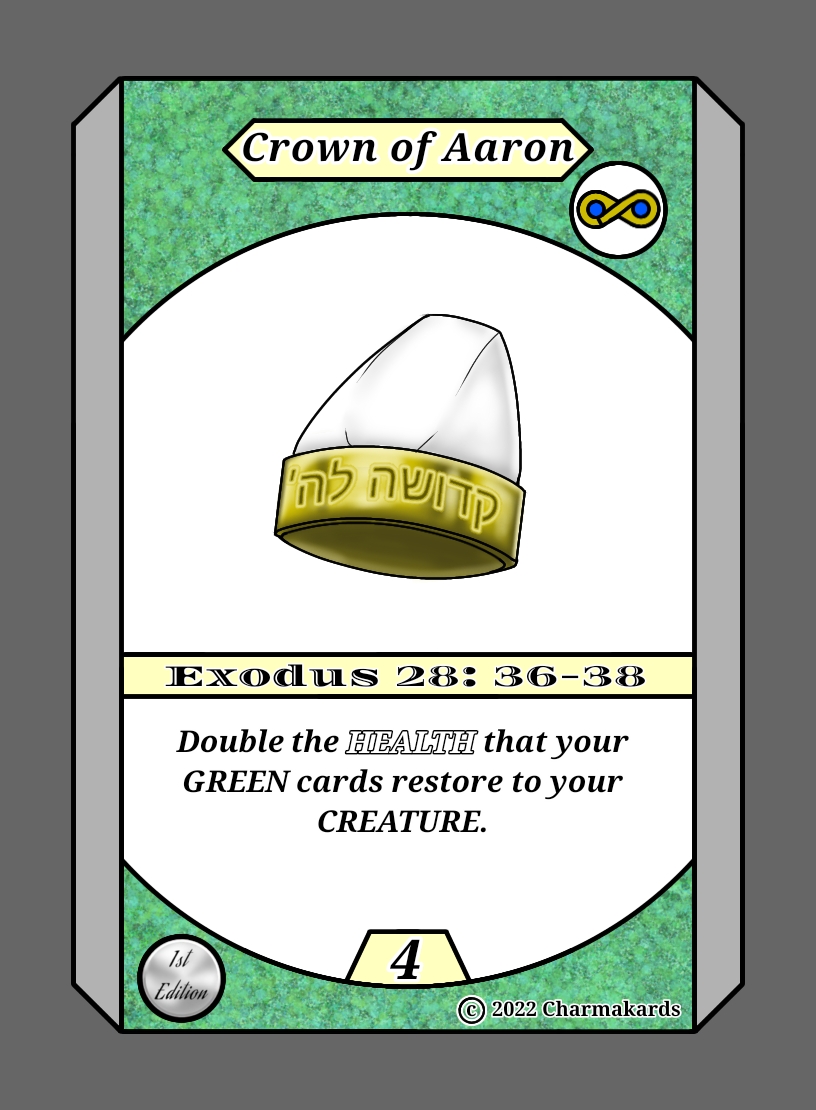 Crown of Aaron
קדושה לה'
Exodus 28: 36-38
Double the HEALTH that your
GREEN cards restore to your
CREATURE.
4
1st
Edition
© 2022 Charmakards